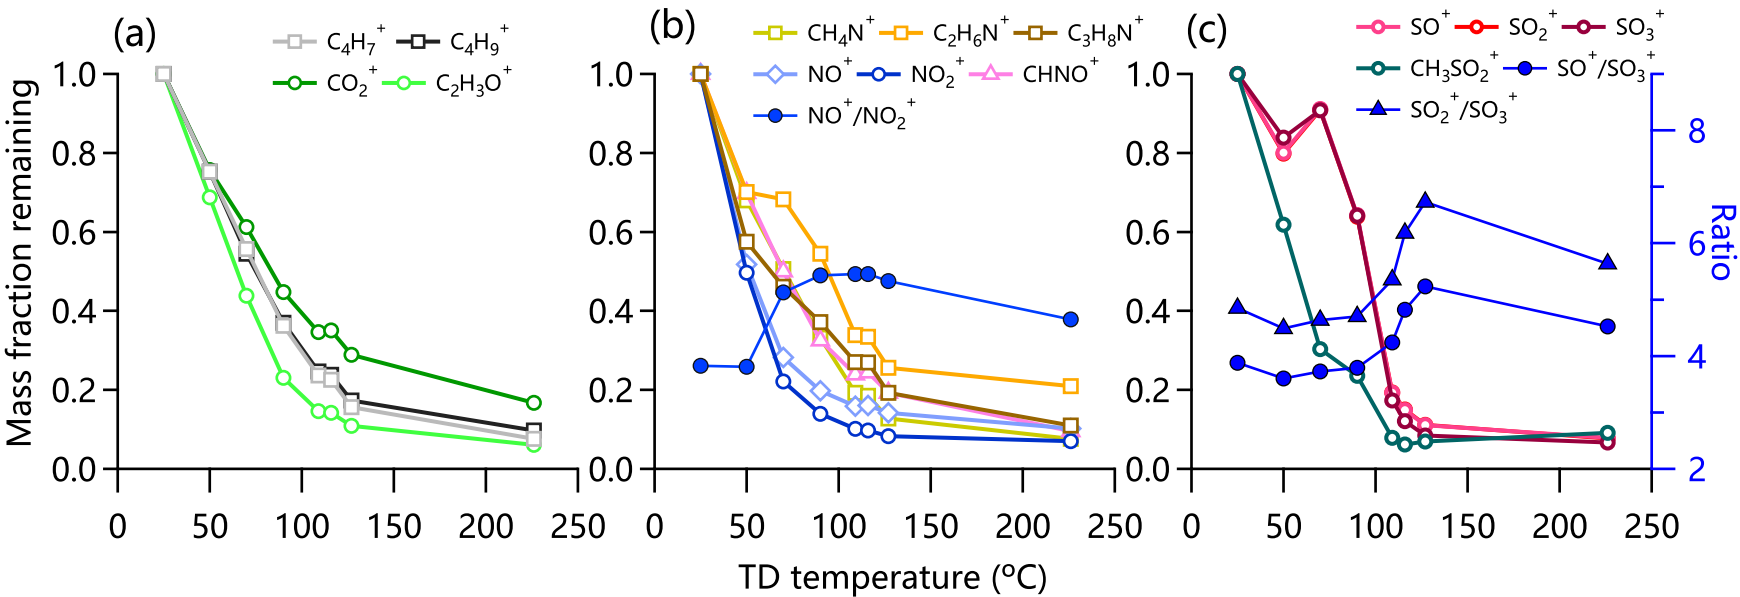 (a)
C4H7+ C4H9+
CO2+ C2H3O+
Mass fraction remaining
1.0
0.8
0.6
0.4
0.2
0.0
0 50 100 150 200 250
(b)
CH4N+ C2H6N+ C3H8N+
NO+ NO2+ CHNO+
NO+/NO2+
1.0
0.8
0.6
0.4
0.2
0.0
0 50 100 150 200 250
TD temperature (ºC)
(c)
SO+ SO2+ SO3+
CH3SO2+ SO+/SO3+
SO2+/SO3+
1.0
0.8
0.6
0.4
0.2
0.0
0 50 100 150 200 250
8
6
4
2
Ratio